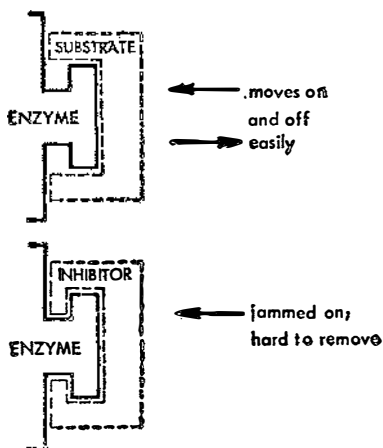 SUBSTRATE
ENZYME
moves on
and off
easily
INHIBITOR
ENZYME
jammed on,
hard to remove